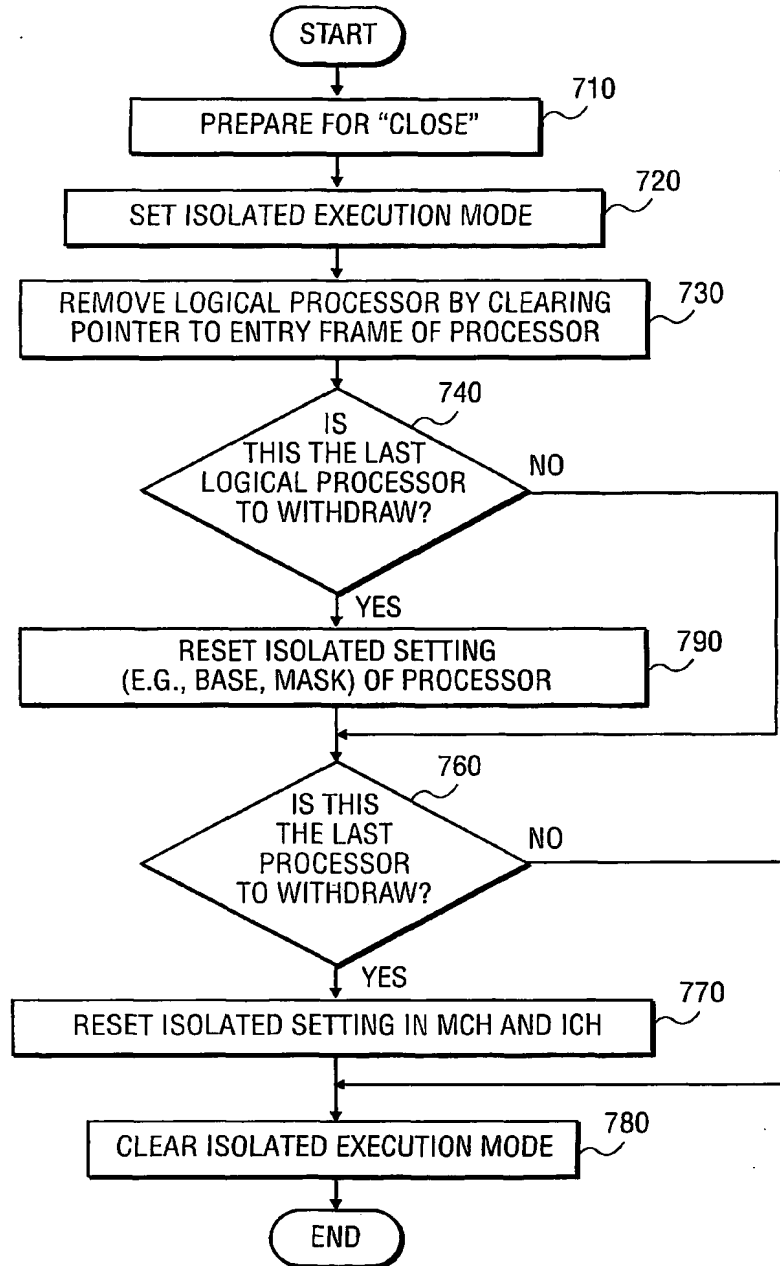 START
710
PREPARE FOR “CLOSE”
720
SET ISOLATED EXECUTION MODE
730
REMOVE LOGICAL PROCESSOR BY CLEARING
POINTER TO ENTRY FRAME OF PROCESSOR
740
IS
THIS THE LAST
LOGICAL PROCESSOR
TO WITHDRAW?
NO
YES
790
RESET ISOLATED SETTING
(E.G., BASE, MASK) OF PROCESSOR
760
IS THIS
THE LAST
PROCESSOR
TO WITHDRAW?
NO
YES
770
RESET ISOLATED SETTING IN MCH AND ICH
780
CLEAR ISOLATED EXECUTION MODE
END